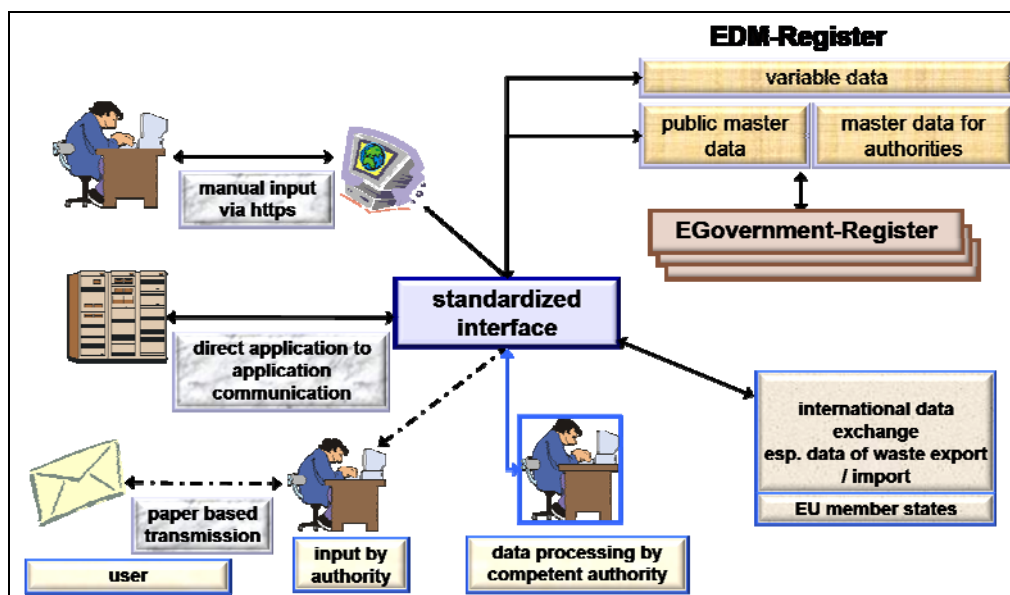 EDM-Register
variable data
public master
data
master data for
authorities
EGovernment-Register
manual input
via https
standardized
interface
direct application to
application
communication
international data
exchange
esp. data of waste export
/ import
EU member states
paper based
transmission
input by
authority
data processing by
competent authority
user